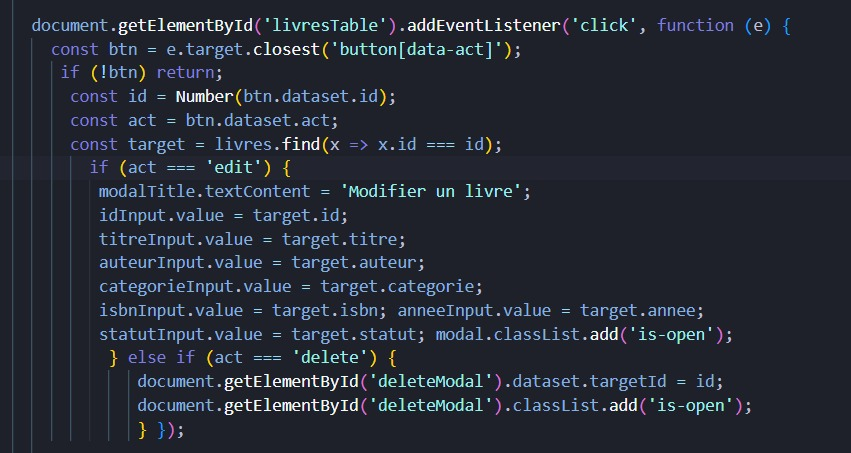 document.getElementById('livresTable').addEventListener('click', function (e) {
const btn = e.target.closest('button[data-act]');
if (!btn) return;
const id = Number(btn.dataset.id);
const act = btn.dataset.act;
const target = livres.find(x => x.id === id);
if (act === 'edit') {
modalTitle.textContent = 'Modifier un livre';
idInput.value = target.id;
titreInput.value = target.titre;
auteurInput.value = target.auteur;
categorieInput.value = target.categorie;
isbnInput.value = target.isbn; anneeInput.value = target.annee;
statutInput.value = target.statut; modal.classList.add('is-open');
} else if (act === 'delete') {
document.getElementById('deleteModal').dataset.targetId = id;
document.getElementById('deleteModal').classList.add('is-open');
} });